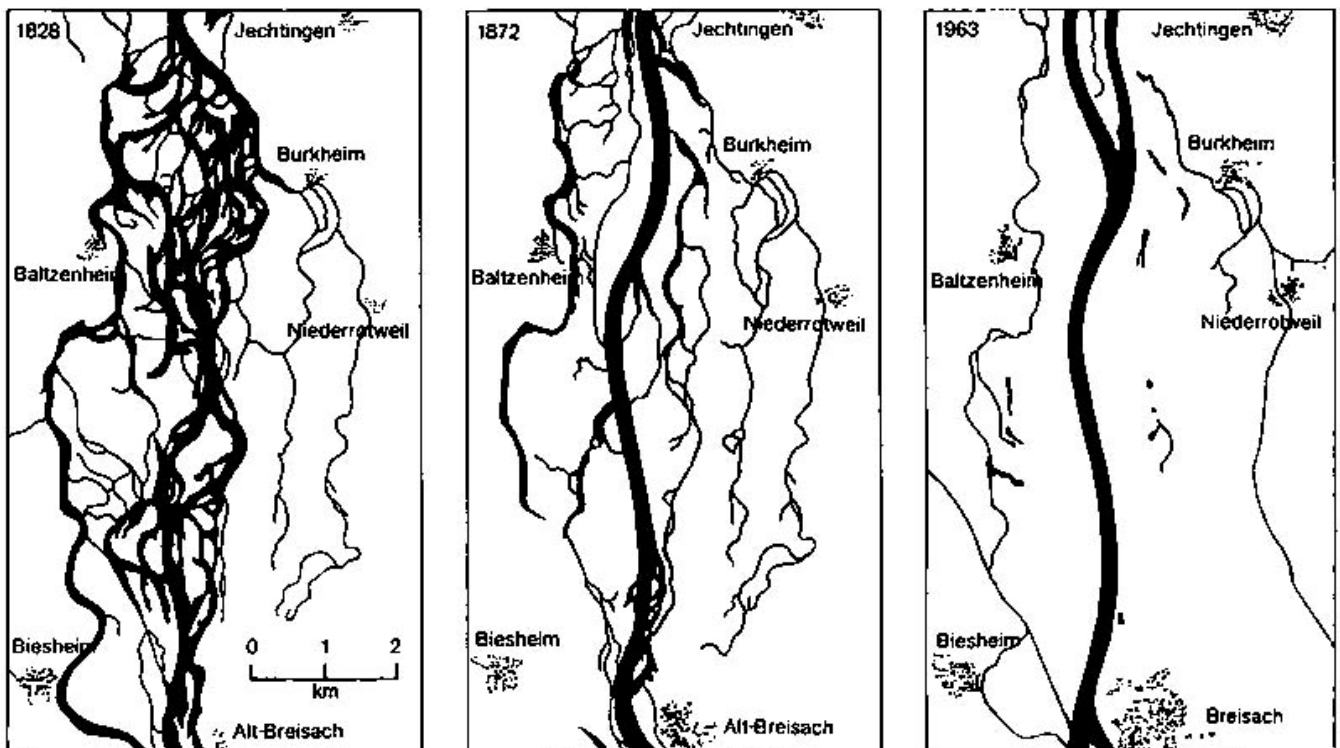 1828
Jechtingen
Burkheim
Baltzenheim
Niederrotweil
Biesheim
0 1 2
km
Alt-Breisach
1872
Jechtingen
Burkheim
Baltzenheim
Niederrotweil
Biesheim
Alt-Breisach
1963
Jechtingen
Burkheim
Baltzenheim
Niederrotweil
Biesheim
Breisach